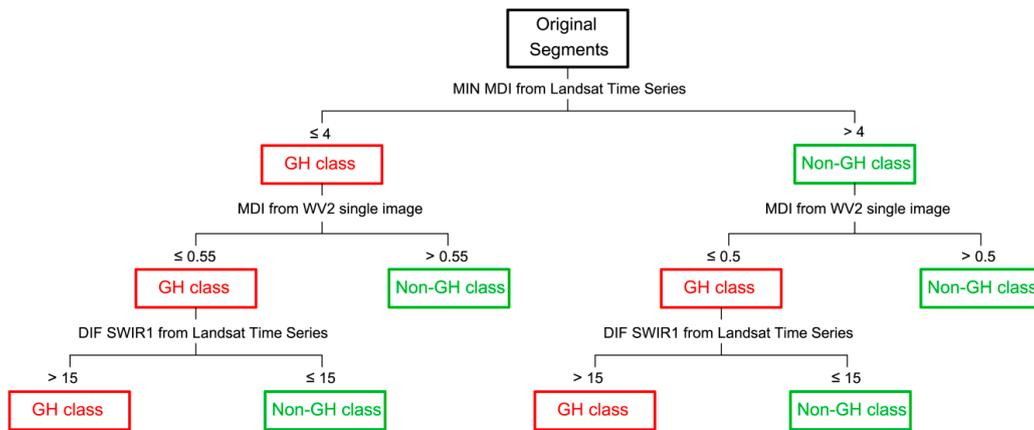 Original
Segments
MIN MDI from Landsat Time Series
≤ 4
> 4
GH class
Non-GH class
MDI from WV2 single image
MDI from WV2 single image
≤ 0.55
> 0.55
≤ 0.5
> 0.5
GH class
Non-GH class
GH class
Non-GH class
DIF SWIR1 from Landsat Time Series
DIF SWIR1 from Landsat Time Series
> 15
≤ 15
> 15
≤ 15
GH class
Non-GH class
GH class
Non-GH class